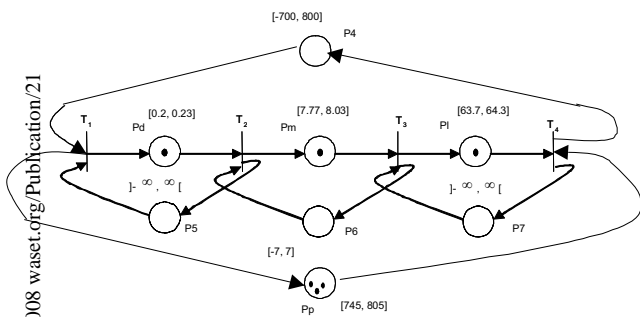 [-700, 800]
P4
T1
Pd
[0.2, 0.23]
T2
Pm
[7.77, 8.03]
T3
Pl
[63.7, 64.3]
T4
]- ∞ , ∞ [
]- ∞ , ∞ [
P5
P6
P7
[-7, 7]
Pp
[745, 805]
008 waset.org/Publication/21